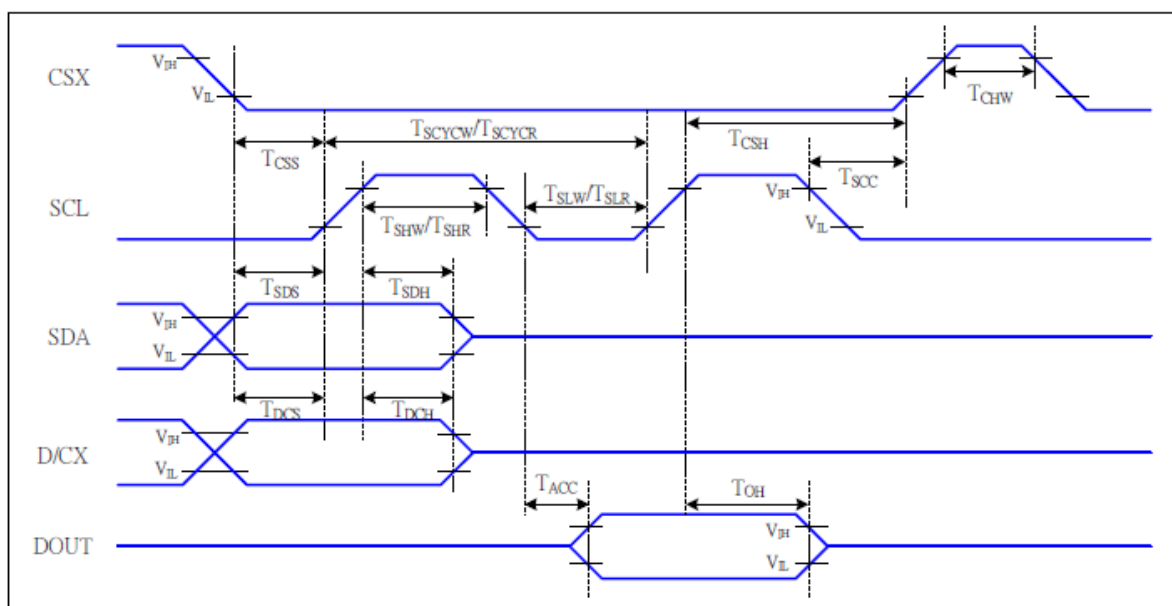 CSX
VIH
VIL
TCHW
TSCYCW/TSCYCR
TCSS
TCSH
TSCC
SCL
TSHW/TSHR
TSLW/TSLR
VIH
VIL
TSDS
TSDH
SDA
VIH
VIL
TDCS
TDCH
D/CX
VIH
VIL
TACC
TOH
DOUT
VIH
VIL